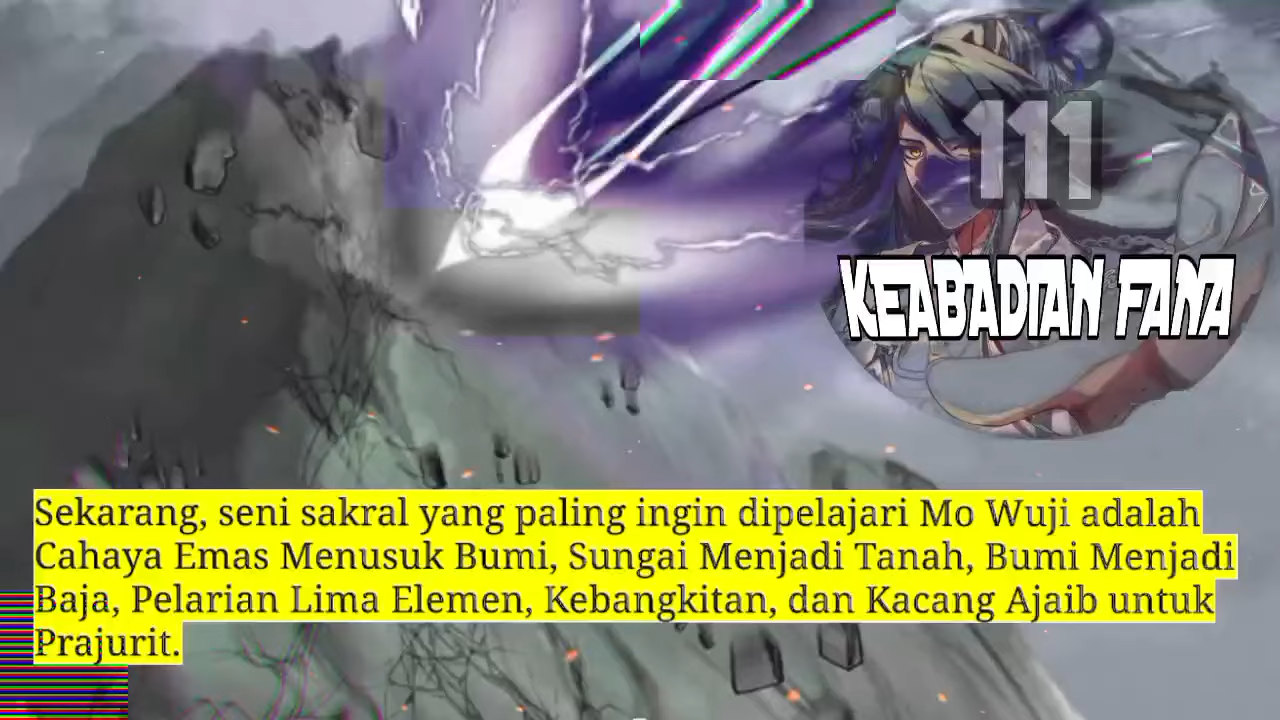 111
KEABADIAN FANA
Sekarang, seni sakral yang paling ingin dipelajari Mo Wuji adalah
Cahaya Emas Menusuk Bumi, Sungai Menjadi Tanah, Bumi Menjadi
Baja, Pelarian Lima Elemen, Kebangkitan, dan Kacang Ajaib untuk
Prajurit.